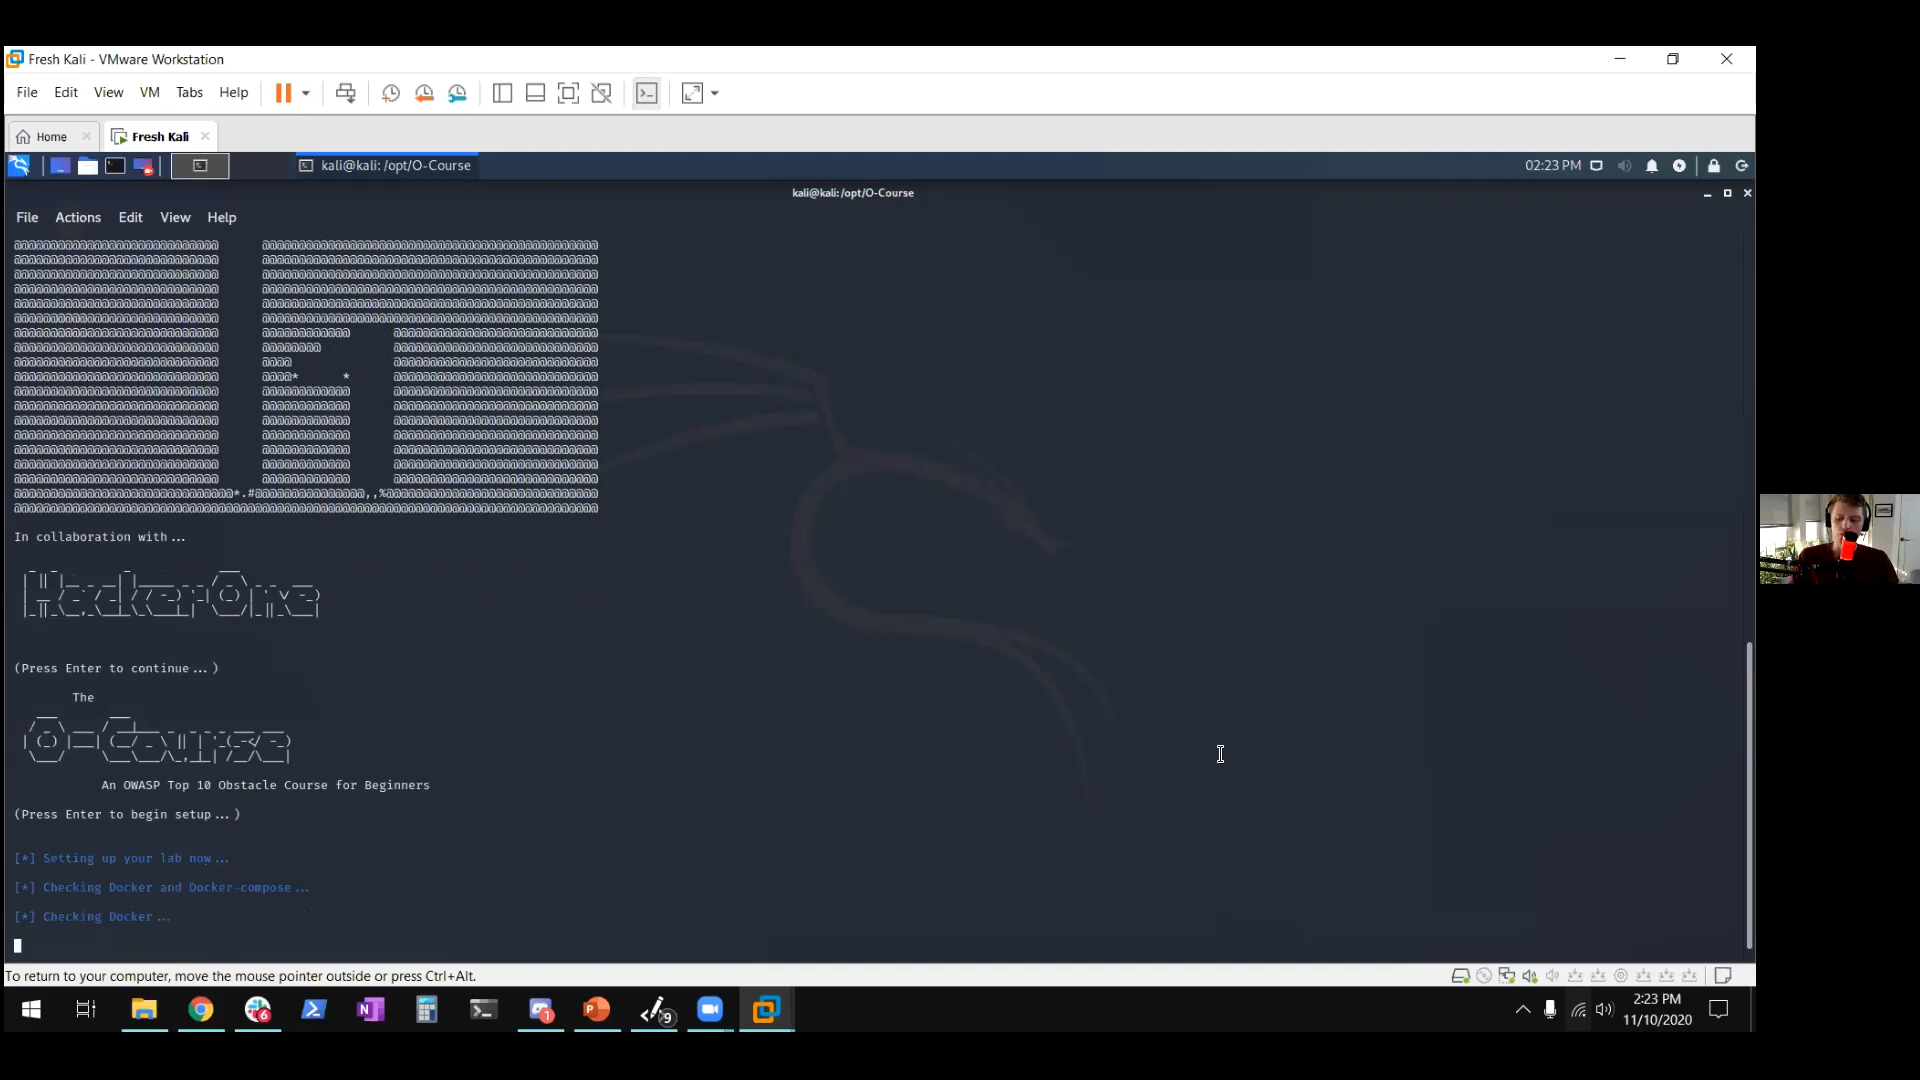 Fresh Kali - VMware Workstation
File Edit View VM Tabs Help
Home Fresh Kali
kali@kali: /opt/O-Course 02:23 PM
kali@kali: /opt/O-Course
File Actions Edit View Help
In collaboration with...
HackerOne
(Press Enter to continue...)
The
O-Course
An OWASP Top 10 Obstacle Course for Beginners
(Press Enter to begin setup...)
[*] Setting up your lab now...
[*] Checking Docker and Docker-compose...
[*] Checking Docker...
To return to your computer, move the mouse pointer outside or press Ctrl+Alt.
2:23 PM
11/10/2020